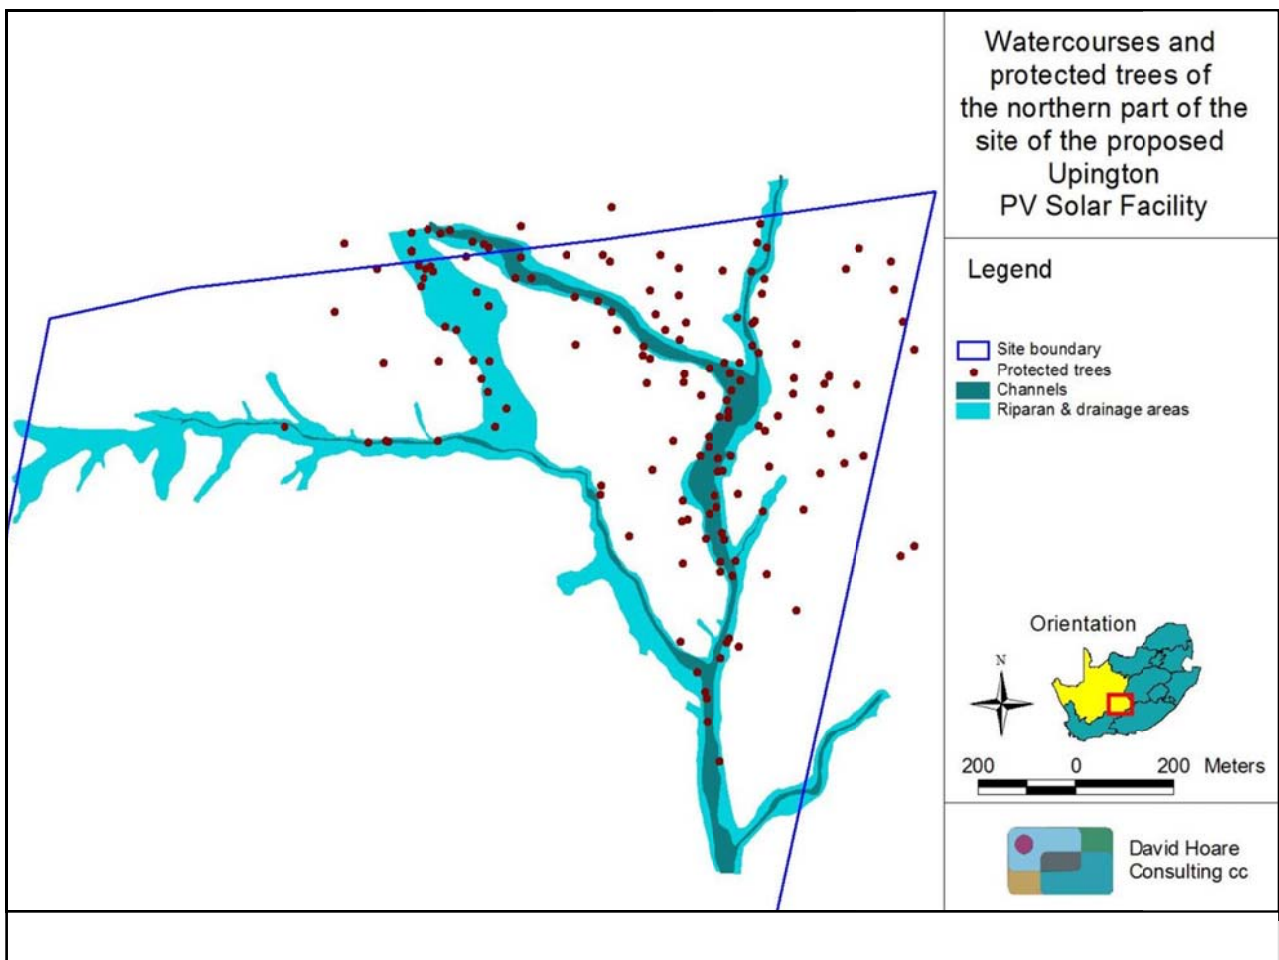 Watercourses and
protected trees of
the northern part of the
site of the proposed
Upington
PV Solar Facility
Legend
Site boundary
Protected trees
Channels
Riparan & drainage areas
Orientation
N
200 0 200 Meters
David Hoare
Consulting cc